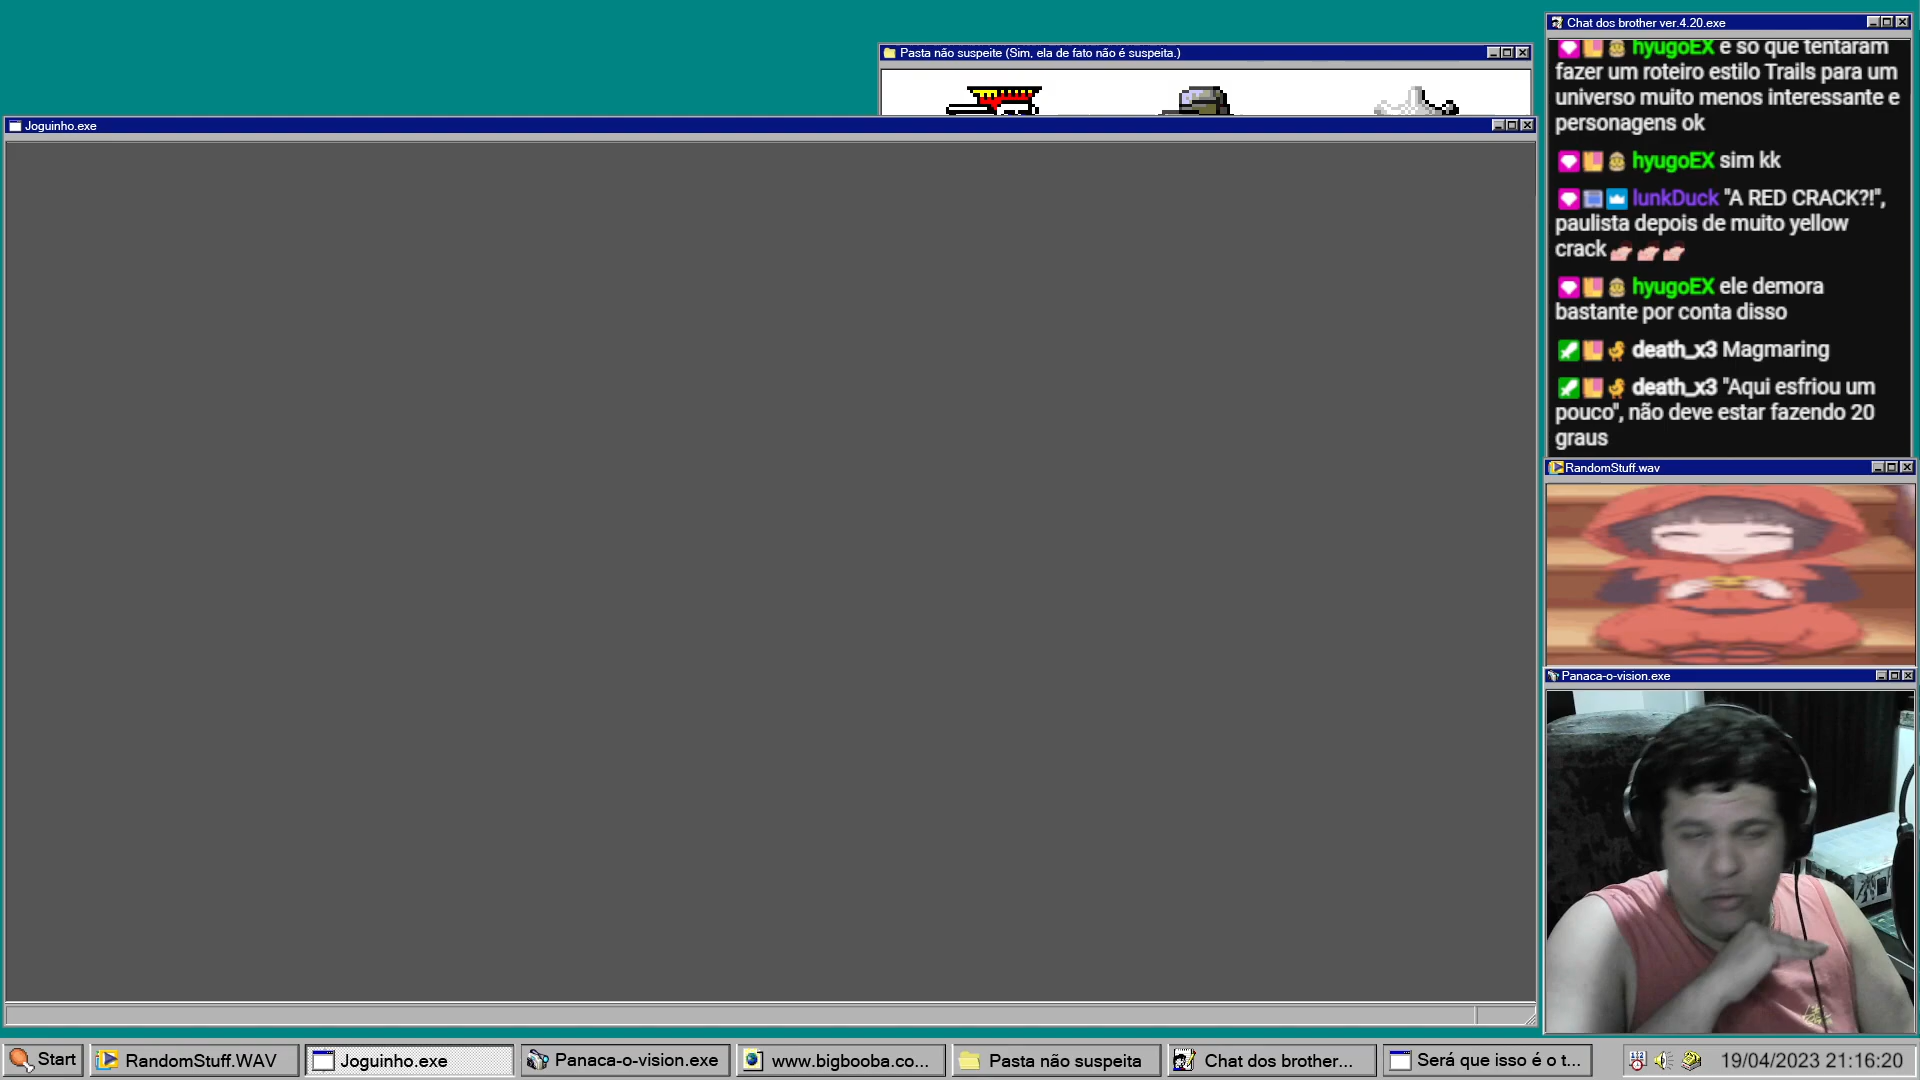 Pasta não suspeite (Sim, ela de fato não é suspeita.)
Joguinho.exe
Chat dos brother ver.4.20.exe
hyugoEX e so que tentaram
fazer um roteiro estilo Trails para um
universo muito menos interessante e
personagens ok
hyugoEX sim kk
lunkDuck "A RED CRACK?!",
paulista depois de muito yellow
crack
hyugoEX ele demora
bastante por conta disso
death_x3 Magmaring
death_x3 "Aqui esfriou um
pouco", não deve estar fazendo 20
graus
RandomStuff.wav
Panaca-o-vision.exe
Start
RandomStuff.WAV
Joguinho.exe
Panaca-o-vision.exe
www.bigbooba.co...
Pasta não suspeita
Chat dos brother...
Será que isso é o t...
19/04/2023 21:16:20